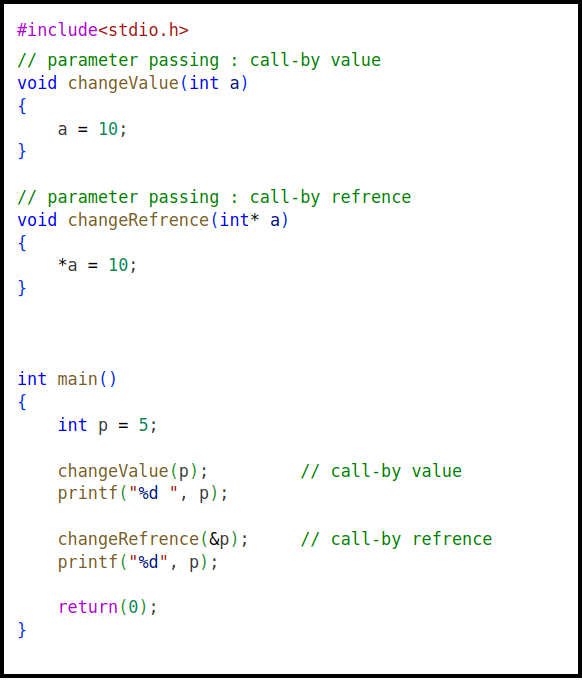 #include<stdio.h>
// parameter passing : call-by value
void changeValue(int a)
{
    a = 10;
}

// parameter passing : call-by refrence
void changeRefrence(int* a)
{
    *a = 10;
}

int main()
{
    int p = 5;

    changeValue(p);         // call-by value
    printf("%d ", p);

    changeRefrence(&p);     // call-by refrence
    printf("%d", p);

    return(0);
}